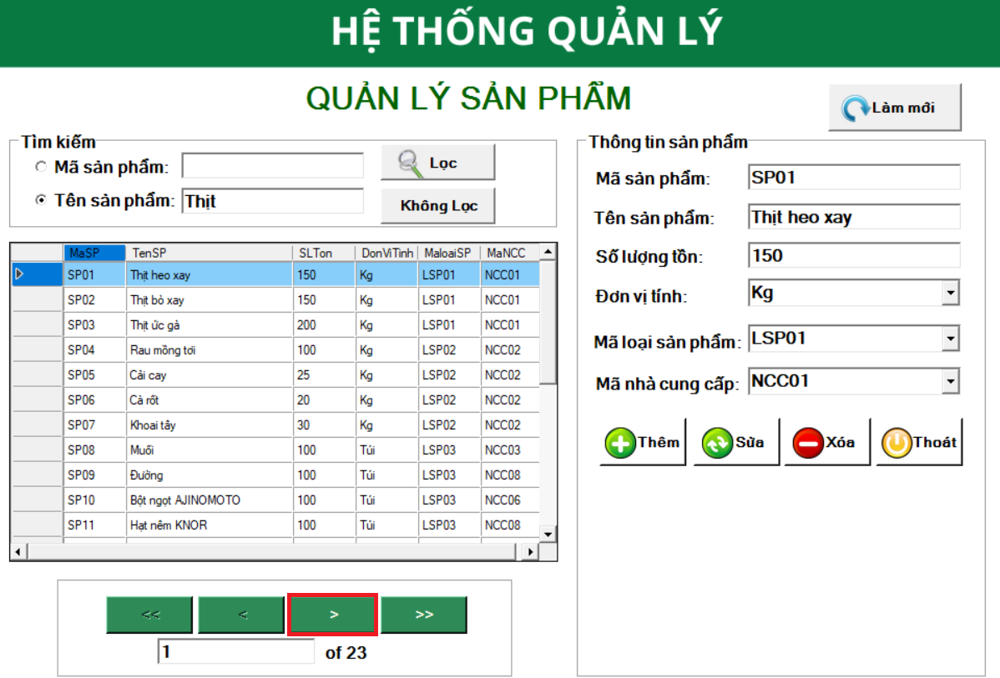 HỆ THỐNG QUẢN LÝ
QUẢN LÝ SẢN PHẨM
Làm mới
Tìm kiếm
Mã sản phẩm:
Lọc
Tên sản phẩm: Thịt
Không Lọc
MaSP TenSP SLTon DonViTinh MaloaiSP MaNCC
SP01 Thịt heo xay 150 Kg LSP01 NCC01
SP02 Thịt bò xay 150 Kg LSP01 NCC01
SP03 Thịt ức gà 200 Kg LSP01 NCC01
SP04 Rau mồng tơi 100 Kg LSP02 NCC02
SP05 Cải cay 25 Kg LSP02 NCC02
SP06 Cà rốt 20 Kg LSP02 NCC02
SP07 Khoai tây 30 Kg LSP02 NCC02
SP08 Muối 100 Túi LSP03 NCC03
SP09 Đường 100 Túi LSP03 NCC08
SP10 Bột ngọt AJINOMOTO 100 Túi LSP03 NCC06
SP11 Hạt nêm KNOR 100 Túi LSP03 NCC08
<< < > >>
1 of 23
Thông tin sản phẩm
Mã sản phẩm: SP01
Tên sản phẩm: Thịt heo xay
Số lượng tồn: 150
Đơn vị tính: Kg
Mã loại sản phẩm: LSP01
Mã nhà cung cấp: NCC01
Thêm Sửa Xóa Thoát